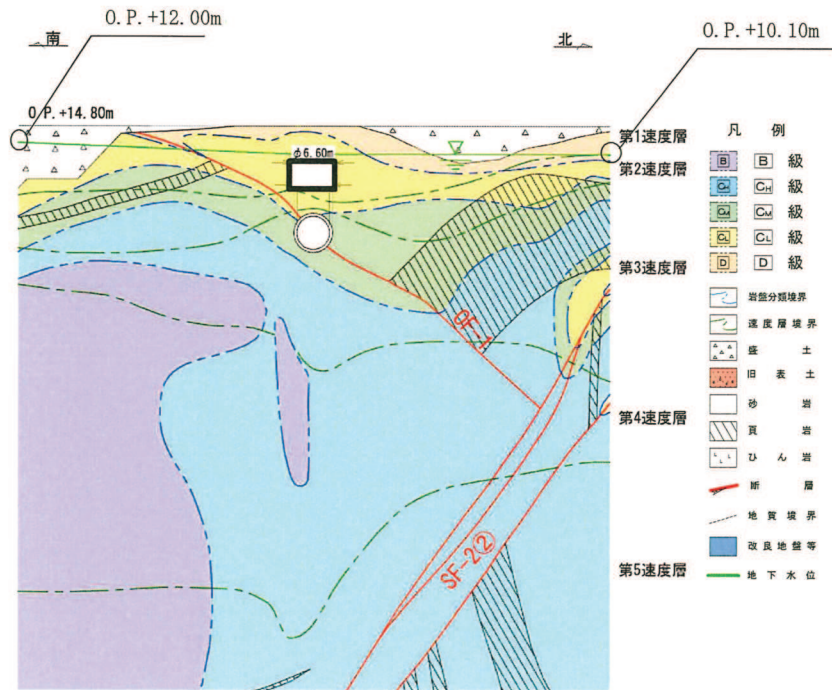 O.P.+12.00m
南
北
O.P.+10.10m
O.P.+14.80m
φ6.60m
第1速度層
第2速度層
第3速度層
第4速度層
第5速度層
OF-1
SF-2②
凡 例
B B 級
CH CH 級
CM CM 級
CL CL 級
D D 級
岩盤分類境界
速度層境界
盛 土
旧 表 土
砂 岩
頁 岩
ひ ん 岩
断 層
地 質 境 界
改 良 地 盤 等
地 下 水 位